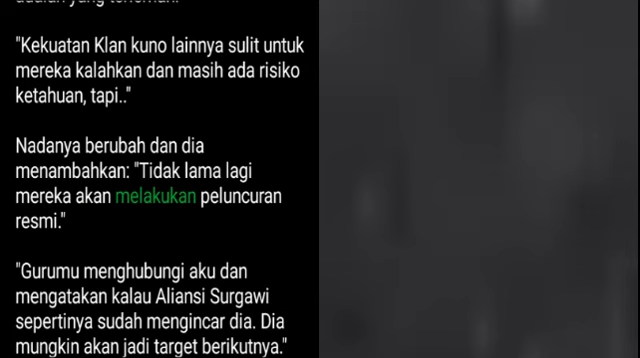 "Kekuatan Klan kuno lainnya sulit untuk
mereka kalahkan dan masih ada risiko
ketahuan, tapi.."
Nadanya berubah dan dia
menambahkan: "Tidak lama lagi
mereka akan melakukan peluncuran
resmi."
"Gurumu menghubungi aku dan
mengatakan kalau Aliansi Surgawi
sepertinya sudah mengincar dia. Dia
mungkin akan jadi target berikutnya."